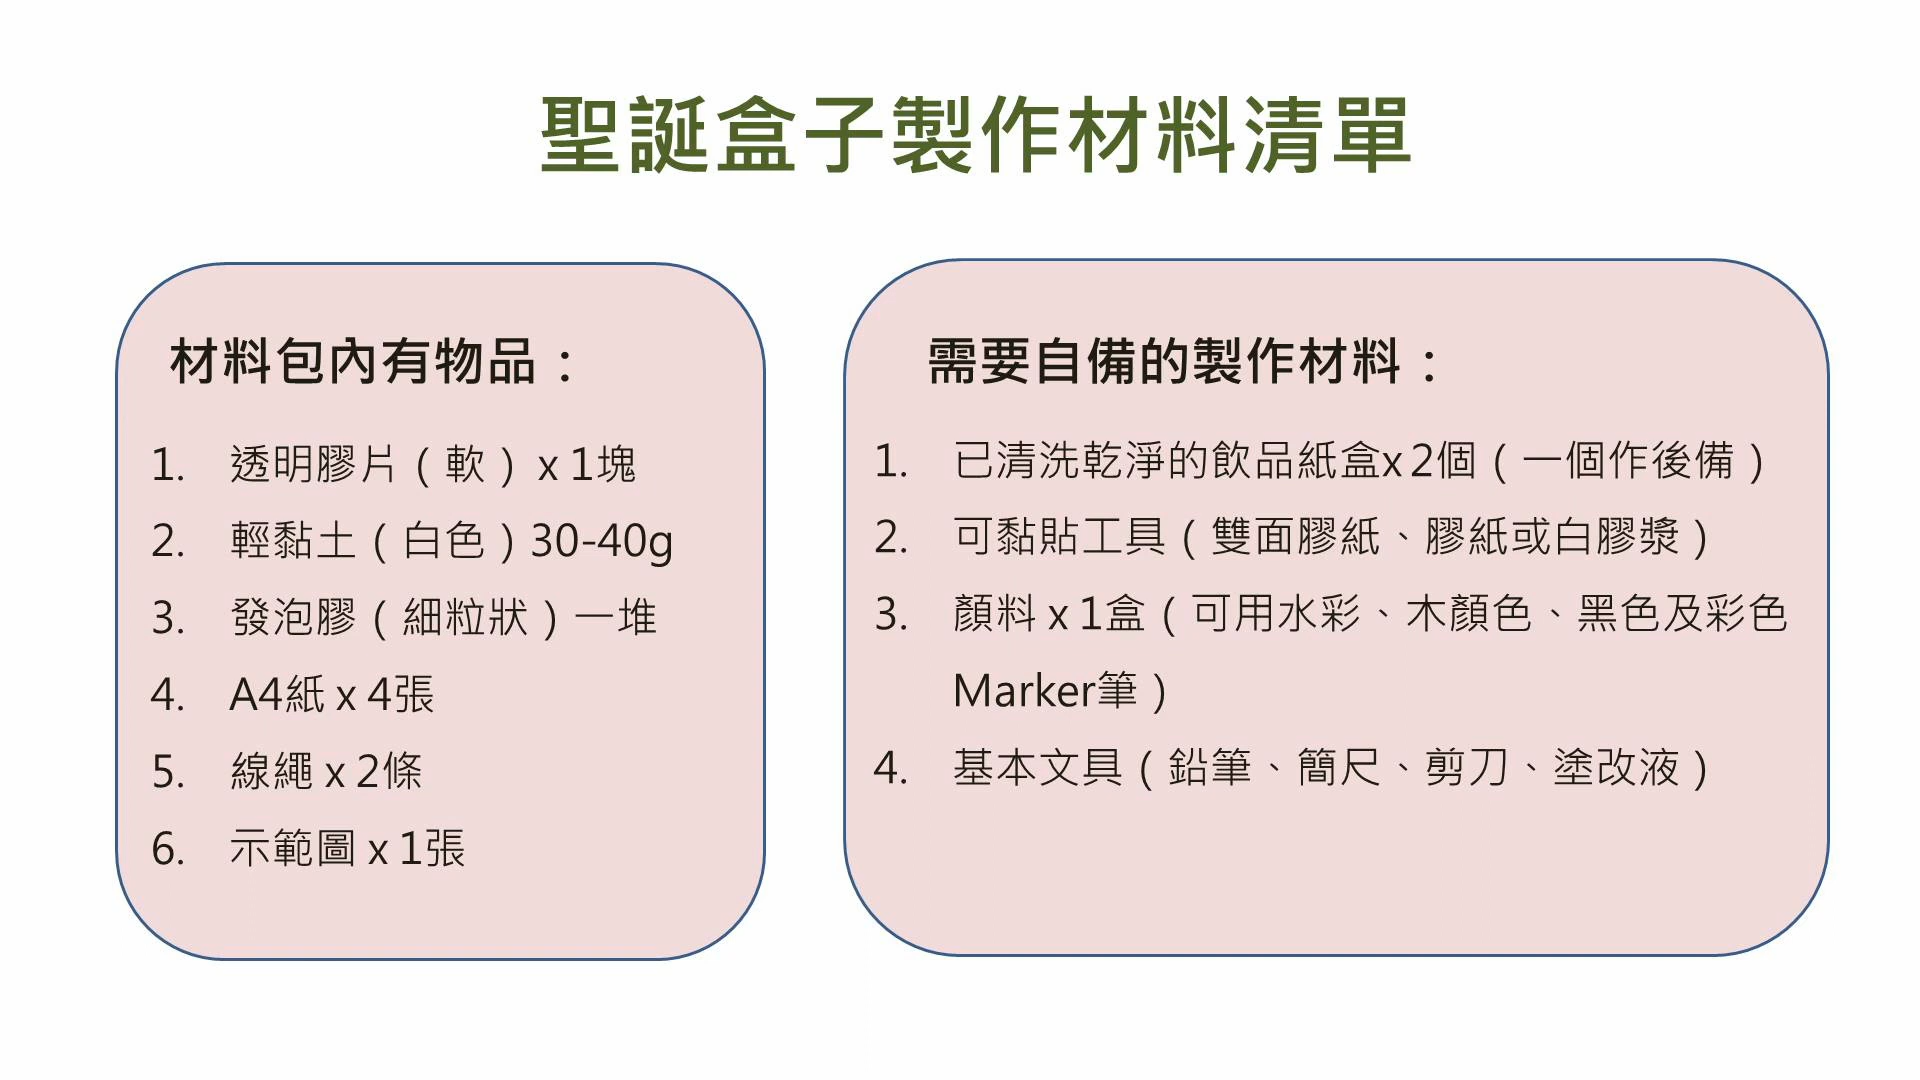 聖誕盒子製作材料清單
材料包內有物品：
1. 透明膠片（軟）x 1塊
2. 輕黏土（白色）30-40g
3. 發泡膠（細粒狀）一堆
4. A4紙 x 4張
5. 線繩 x 2條
6. 示範圖 x 1張
需要自備的製作材料：
1. 已清洗乾淨的飲品紙盒x 2個（一個作後備）
2. 可黏貼工具（雙面膠紙、膠紙或白膠漿）
3. 顏料 x 1盒（可用水彩、木顏色、黑色及彩色
Marker筆）
4. 基本文具（鉛筆、簡尺、剪刀、塗改液）